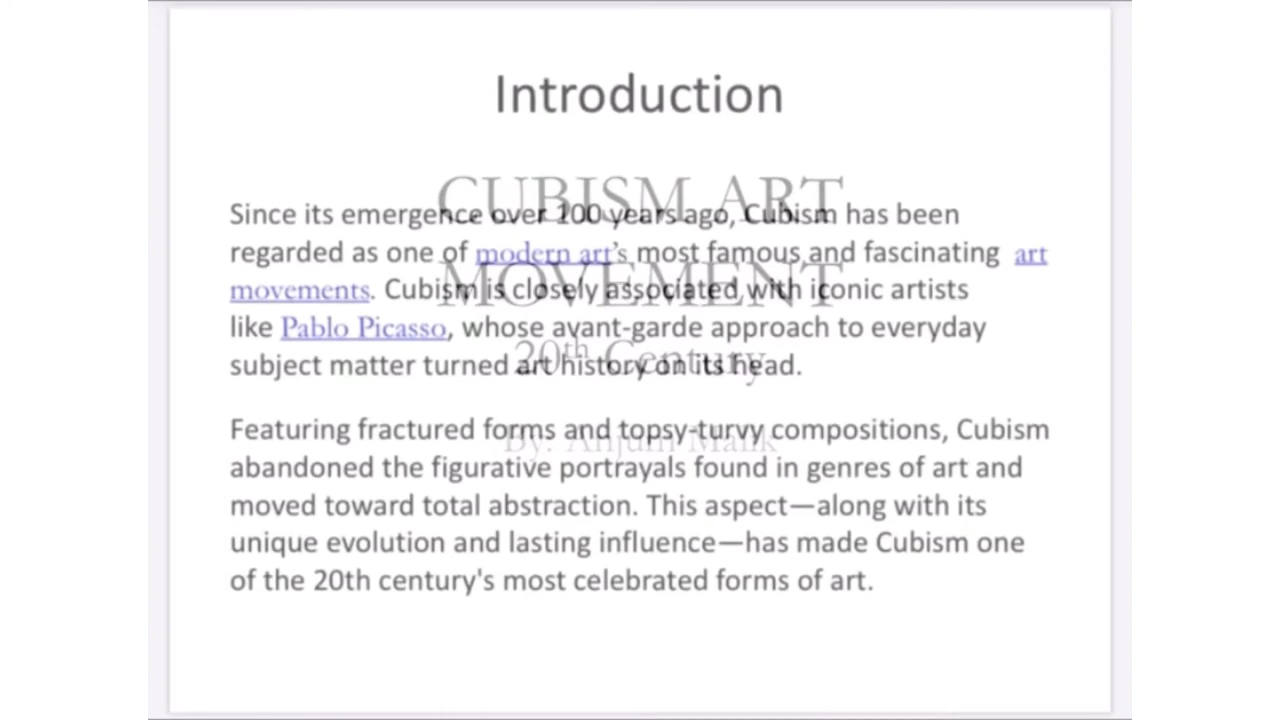 Introduction
CUBISM ART
Since its emergence over 100 years ago, Cubism has been
regarded as one of modern art's most famous and fascinating art
MOVEMENT
movements. Cubism is closely associated with iconic artists
like Pablo Picasso, whose avant-garde approach to everyday
20th Century
subject matter turned art history on its head.
Featuring fractured forms and topsy-turvy compositions, Cubism
By: Anjum Malik
abandoned the figurative portrayals found in genres of art and
moved toward total abstraction. This aspect—along with its
unique evolution and lasting influence—has made Cubism one
of the 20th century's most celebrated forms of art.